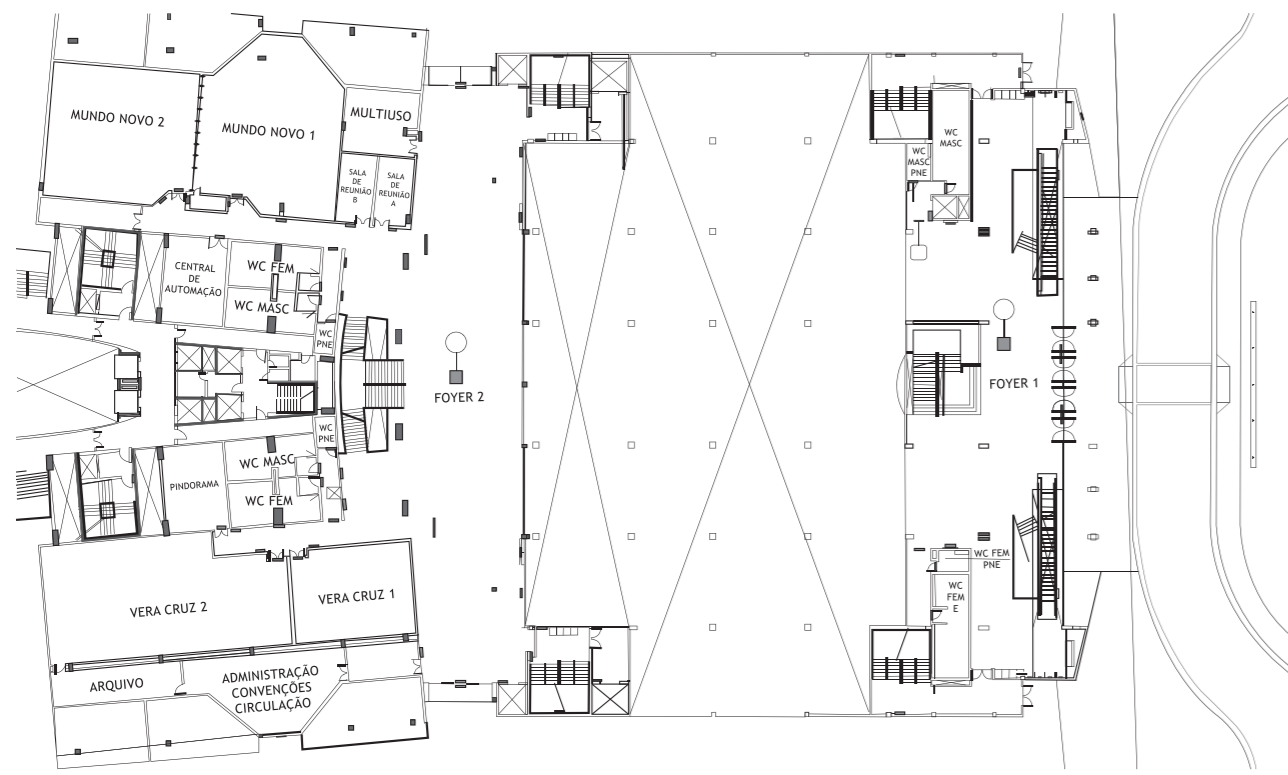 MUNDO NOVO 2
MUNDO NOVO 1
MULTIUSO
SALA
DE
REUNIÃO
B
SALA
DE
REUNIÃO
A
WC
MASC
WC
MASC
PNE
CENTRAL
DE
AUTOMAÇÃO
WC FEM
WC MASC
WC
PNE
FOYER 2
FOYER 1
WC
PNE
WC MASC
PINDORAMA
WC FEM
WC FEM
PNE
WC
FEM
E
VERA CRUZ 2
VERA CRUZ 1
ARQUIVO
ADMINISTRAÇÃO
CONVENÇÕES
CIRCULAÇÃO